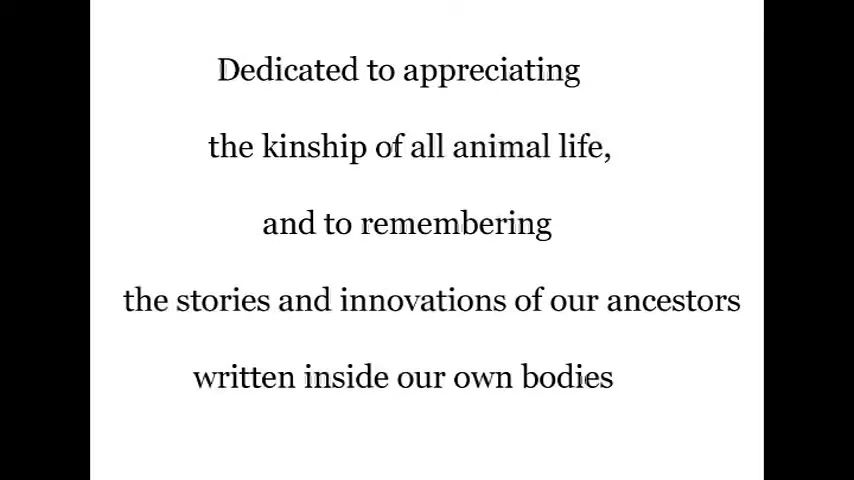 Dedicated to appreciating
the kinship of all animal life,
and to remembering
the stories and innovations of our ancestors
written inside our own bodies